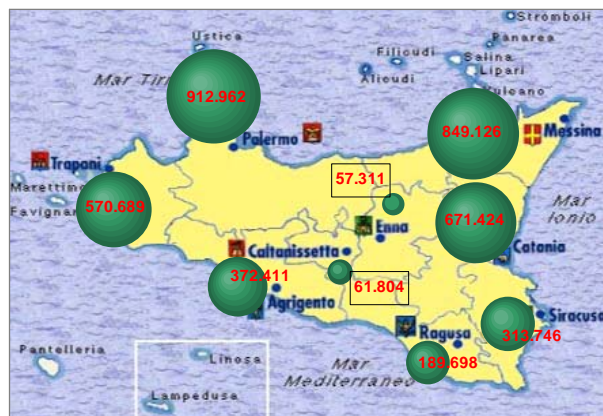 Stromboli
Ustica
Panarea
Filicudi
Salina
Lipari
Alicudi
Mar Tirr
Vulcano
912.962
Messina
849.126
Palermo
Trapani
57.311
Marettimo
Favignan
570.689
Mar
Ionio
671.424
Enna
Caltanissetta
Catania
372.411
61.804
Agrigento
Siracusa
313.746
Ragusa
Pantelleria
Linosa
Mar
Mediterraneo
189.698
Lampedusa